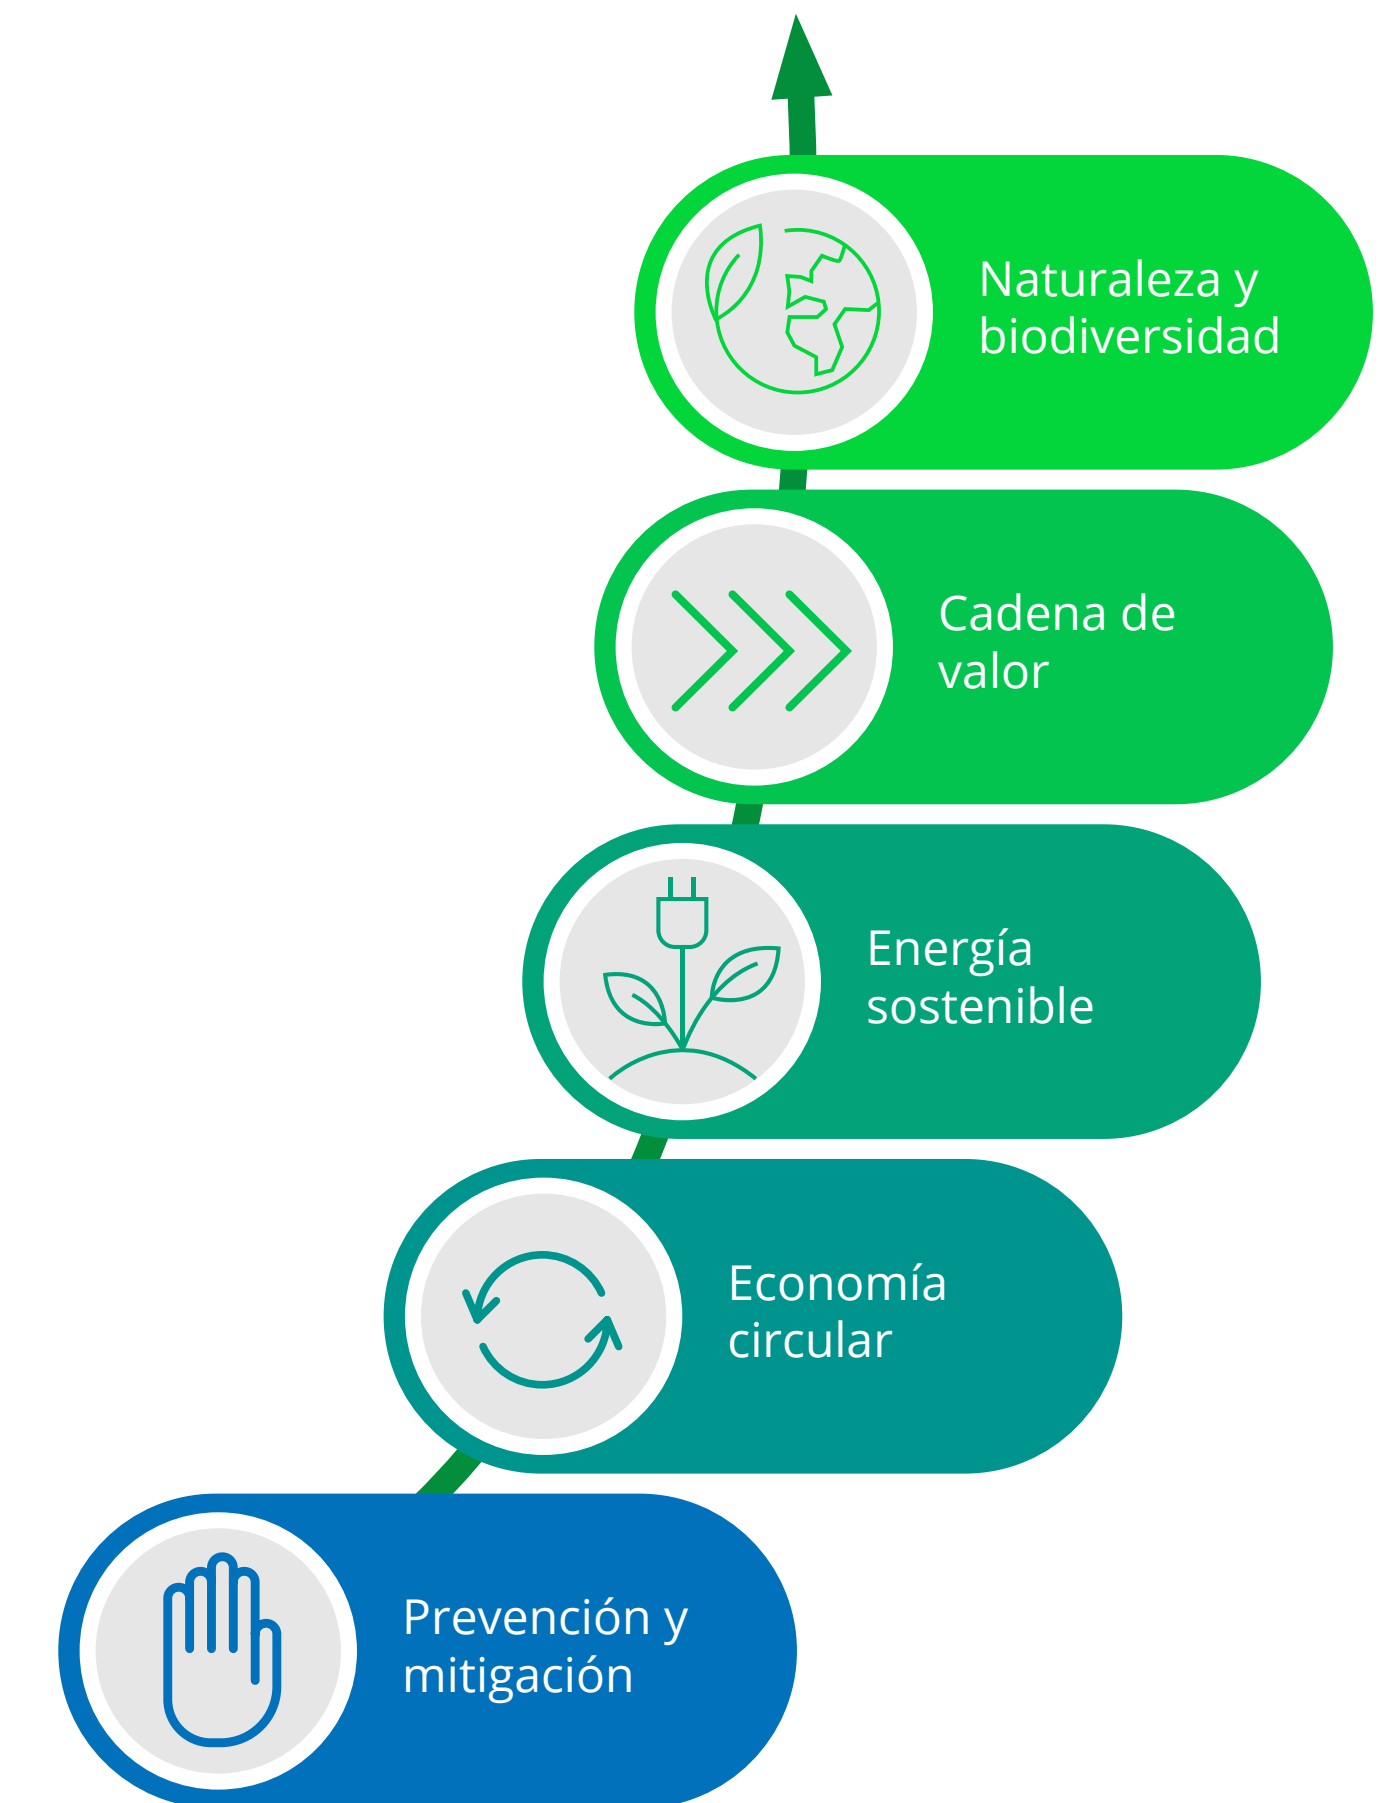 Naturaleza y
biodiversidad
Cadena de
valor
Energía
sostenible
Economía
circular
Prevención y
mitigación